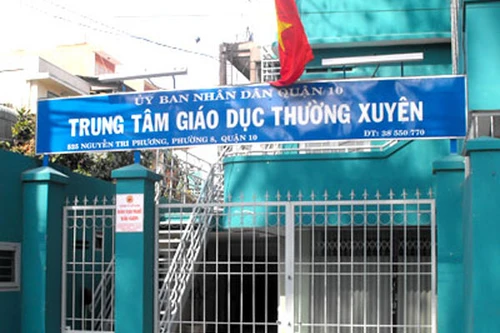 ỦY BAN NHÂN DÂN QUẬN 10
TRUNG TÂM GIÁO DỤC THƯỜNG XUYÊN
525 NGUYỄN TRI PHƯƠNG, PHƯỜNG 8, QUẬN 10 ĐT: 38 550 770